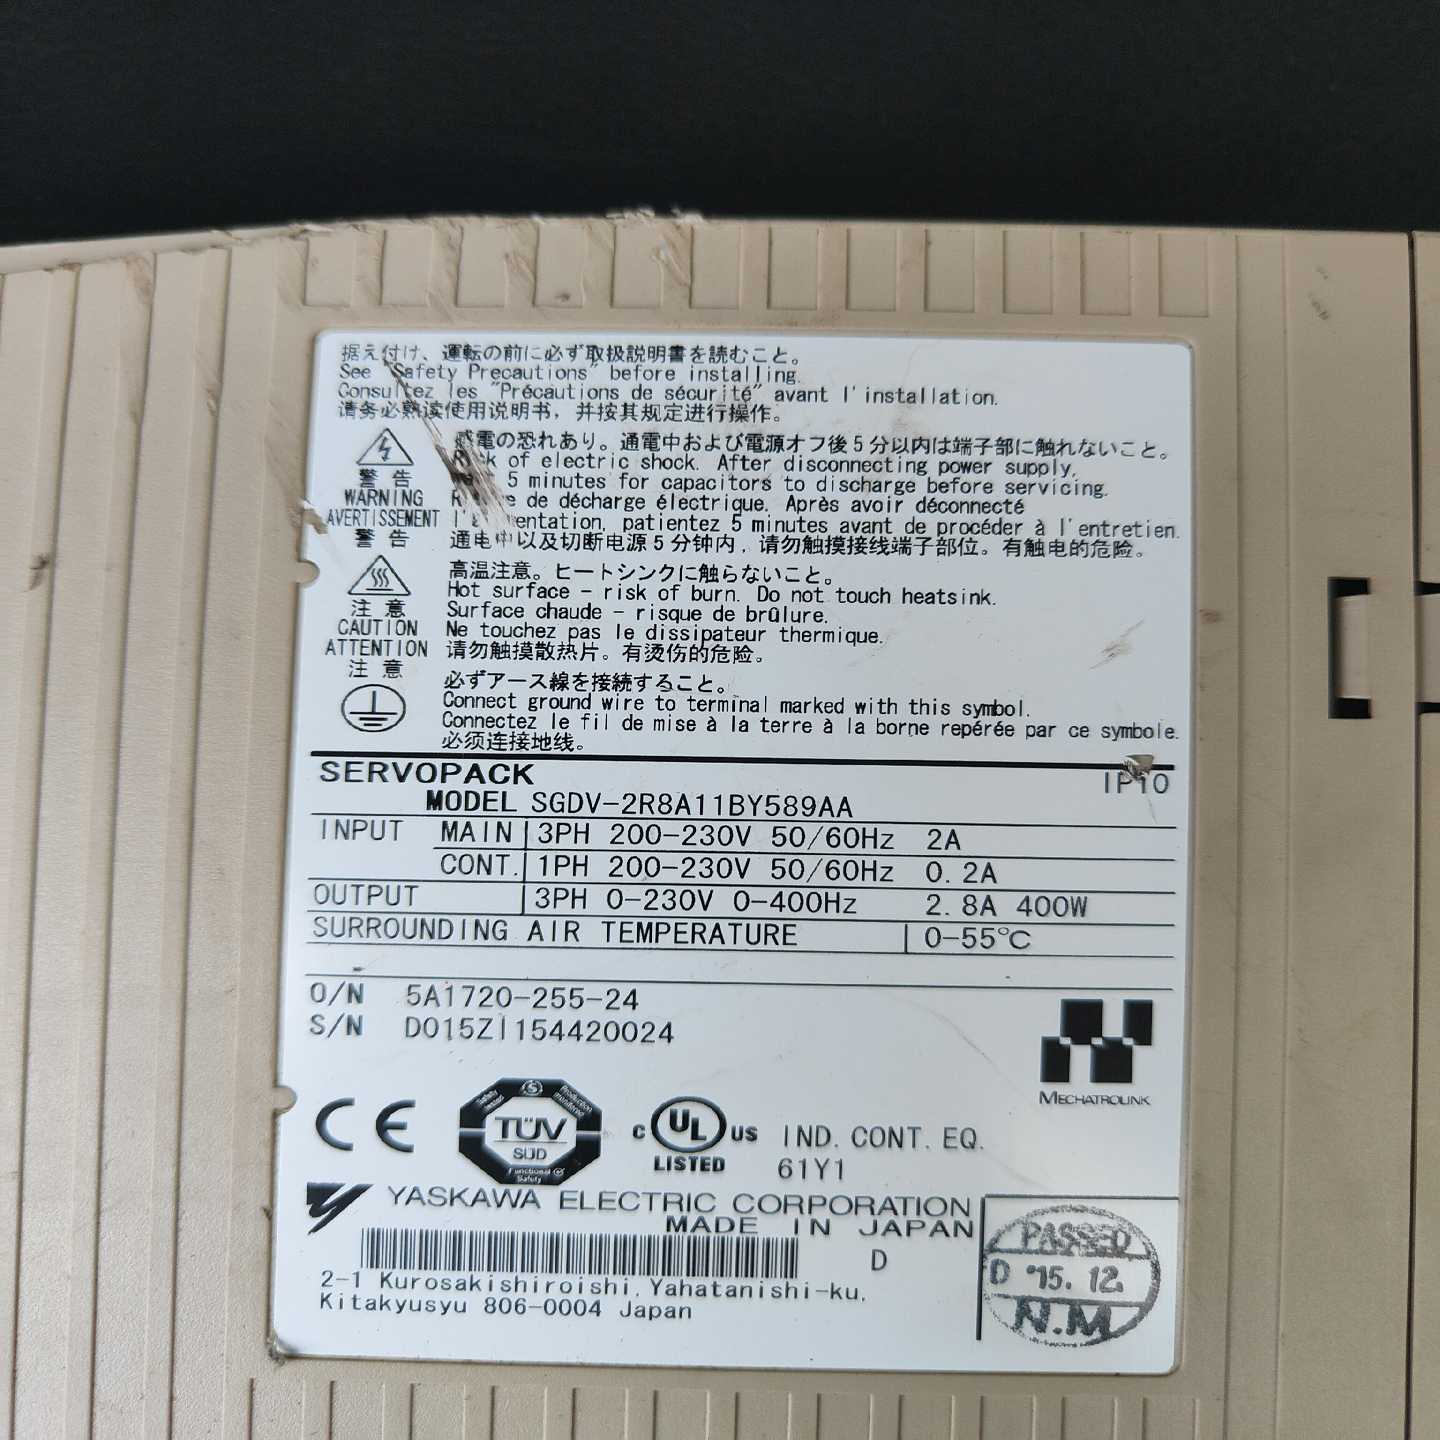 据え付け、運転の前に必ず取扱説明書を読むこと。
See "Safety Precautions" before installing.
Consultez les "Précautions de sécurité" avant l'installation.
请务必熟读使用说明书，并按其规定进行操作。
警告
WARNING
AVERTISSEMENT
警告
感電の恐れあり。通電中および電源オフ後5分以内は端子部に触れないこと。
of electric shock. After disconnecting power supply,
5 minutes for capacitors to discharge before servicing.
de décharge électrique. Après avoir déconnecté
patientez 5 minutes avant de procéder à l'entretien.
通电中以及切断电源5分钟内，请勿触摸接线端子部位。有触电的危险。
注意
CAUTION
ATTENTION
注意
高温注意。ヒートシンクに触らないこと。
Hot surface - risk of burn. Do not touch heatsink.
Surface chaude - risque de brûlure.
Ne touchez pas le dissipateur thermique.
请勿触摸散热片。有烫伤的危险。
必ずアース線を接続すること。
Connect ground wire to terminal marked with this symbol.
Connectez le fil de mise à la terre à la borne repérée par ce symbole.
必须连接地线。
SERVOPACK IP10
MODEL SGDV-2R8A11BY589AA
INPUT MAIN 3PH 200-230V 50/60Hz 2A
CONT. 1PH 200-230V 50/60Hz 0.2A
OUTPUT 3PH 0-230V 0-400Hz 2.8A 400W
SURROUNDING AIR TEMPERATURE 0-55℃
O/N 5A1720-255-24
S/N D015ZI154420024
MECHATROLINK
CE
TÜV
SÜD
Functional
Safety
c UL US
LISTED
IND. CONT. EQ.
61Y1
YASKAWA ELECTRIC CORPORATION
MADE IN JAPAN
D
2-1 Kurosakishiroishi, Yahatanishi-ku,
Kitakyusyu 806-0004 Japan
PASSED
D '15. 12.
N.M